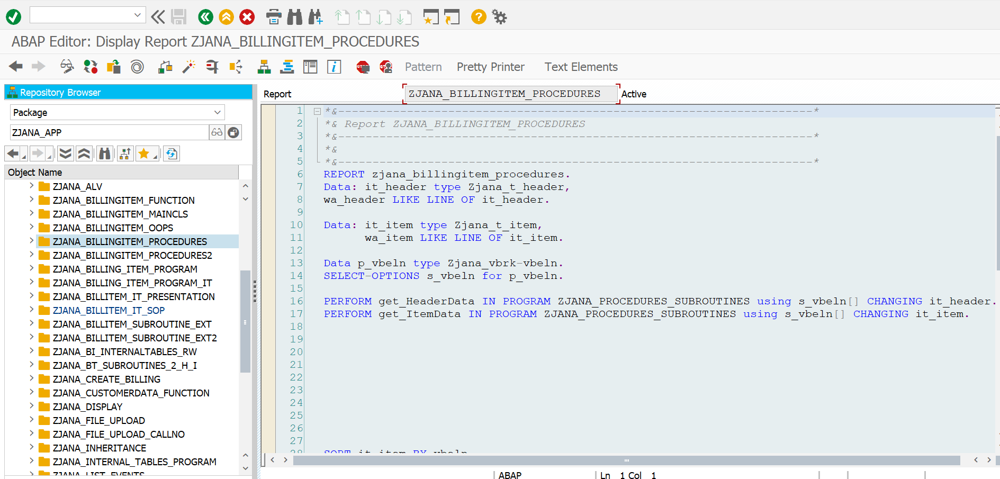 ABAP Editor: Display Report ZJANA_BILLINGITEM_PROCEDURES
Pattern Pretty Printer Text Elements
Repository Browser
Package
ZJANA_APP
Object Name
ZJANA_ALV
ZJANA_BILLINGITEM_FUNCTION
ZJANA_BILLINGITEM_MAINCLS
ZJANA_BILLINGITEM_OOPS
ZJANA_BILLINGITEM_PROCEDURES
ZJANA_BILLINGITEM_PROCEDURES2
ZJANA_BILLING_ITEM_PROGRAM
ZJANA_BILLING_ITEM_PROGRAM_IT
ZJANA_BILLITEM_IT_PRESENTATION
ZJANA_BILLITEM_IT_SOP
ZJANA_BILLITEM_SUBROUTINE_EXT
ZJANA_BILLITEM_SUBROUTINE_EXT2
ZJANA_BI_INTERNALTABLES_RW
ZJANA_BT_SUBROUTINES_2_H_I
ZJANA_CREATE_BILLING
ZJANA_CUSTOMERDATA_FUNCTION
ZJANA_DISPLAY
ZJANA_FILE_UPLOAD
ZJANA_FILE_UPLOAD_CALLNO
ZJANA_INHERITANCE
ZJANA_INTERNAL_TABLES_PROGRAM
ZJANA_LIST_EVENTS
Report ZJANA_BILLINGITEM_PROCEDURES Active
1 *&---------------------------------------------------------------------*
2 *& Report ZJANA_BILLINGITEM_PROCEDURES
3 *&---------------------------------------------------------------------*
4 *&
5 *&---------------------------------------------------------------------*
6 REPORT zjana_billingitem_procedures.
7 Data: it_header type Zjana_t_header,
8 wa_header LIKE LINE OF it_header.
9
10 Data: it_item type Zjana_t_item,
11 wa_item LIKE LINE OF it_item.
12
13 Data p_vbeln type Zjana_vbrk-vbeln.
14 SELECT-OPTIONS s_vbeln for p_vbeln.
15
16 PERFORM get_HeaderData IN PROGRAM ZJANA_PROCEDURES_SUBROUTINES using s_vbeln[] CHANGING it_header.
17 PERFORM get_ItemData IN PROGRAM ZJANA_PROCEDURES_SUBROUTINES using s_vbeln[] CHANGING it_item.
18
19
20
21
22
23
24
25
26
27
28 SORT it_item BY vbeln
ABAP Ln 1 Col 1